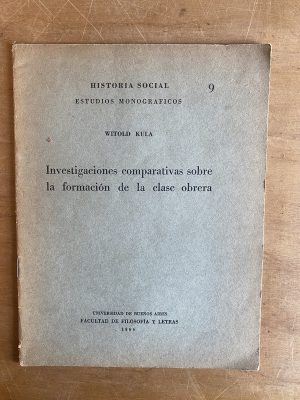 HISTORIA SOCIAL 9
ESTUDIOS MONOGRAFICOS
WITOLD KULA
Investigaciones comparativas sobre
la formación de la clase obrera
UNIVERSIDAD DE BUENOS AIRES
FACULTAD DE FILOSOFIA Y LETRAS